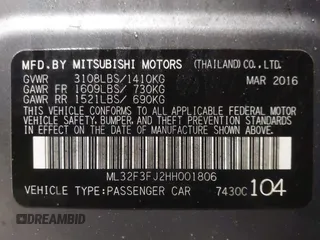 MFD. BY MITSUBISHI MOTORS (THAILAND) CO., LTD.
GVWR 3108LBS/1410KG MAR 2016
GAWR FR 1609LBS/ 730KG
GAWR RR 1521LBS/ 690KG
THIS VEHICLE CONFORMS TO ALL APPLICABLE
FEDERAL MOTOR VEHICLE SAFETY, BUMPER, AND
THEFT PREVENTION STANDARDS IN EFFECT ON
THE DATE OF MANUFACTURE SHOWN ABOVE.
ML32F3FJ2HH001806
VEHICLE TYPE:PASSENGER CAR 7430C 104
DREAMBID